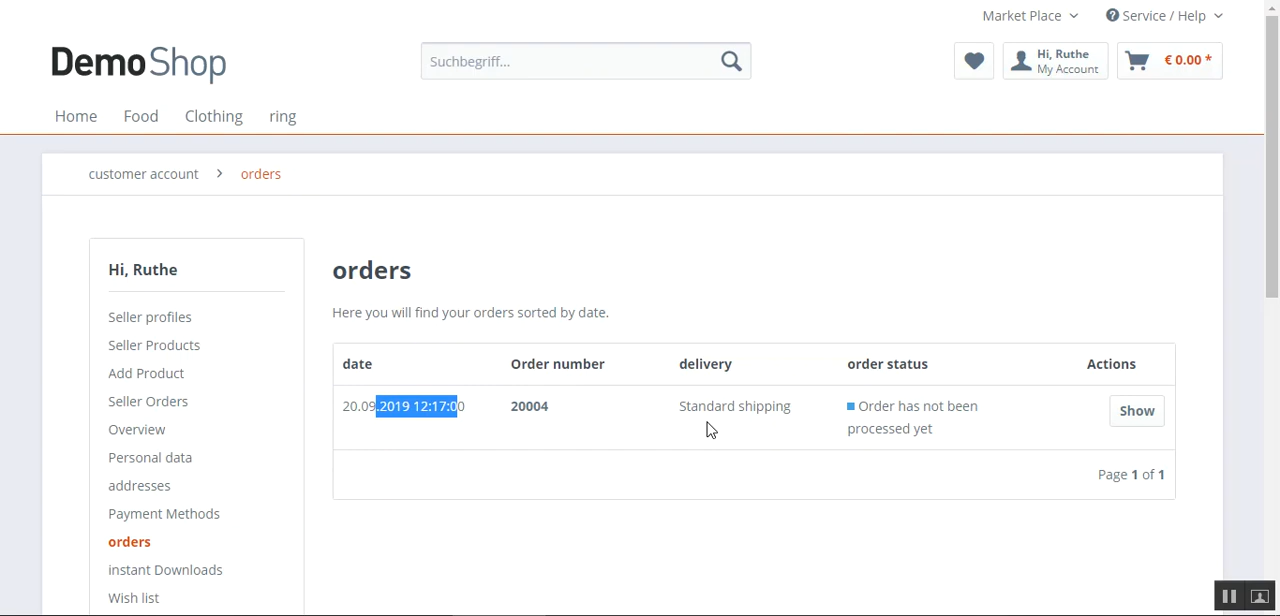 Market Place
Service / Help
DemoShop
Suchbegriff...
Hi, Ruthe
My Account
€ 0.00 *
Home Food Clothing ring
customer account > orders
Hi, Ruthe
Seller profiles
Seller Products
Add Product
Seller Orders
Overview
Personal data
addresses
Payment Methods
orders
instant Downloads
Wish list
orders
Here you will find your orders sorted by date.
date Order number delivery order status Actions
20.09.2019 12:17:00 20004 Standard shipping Order has not been processed yet Show
Page 1 of 1